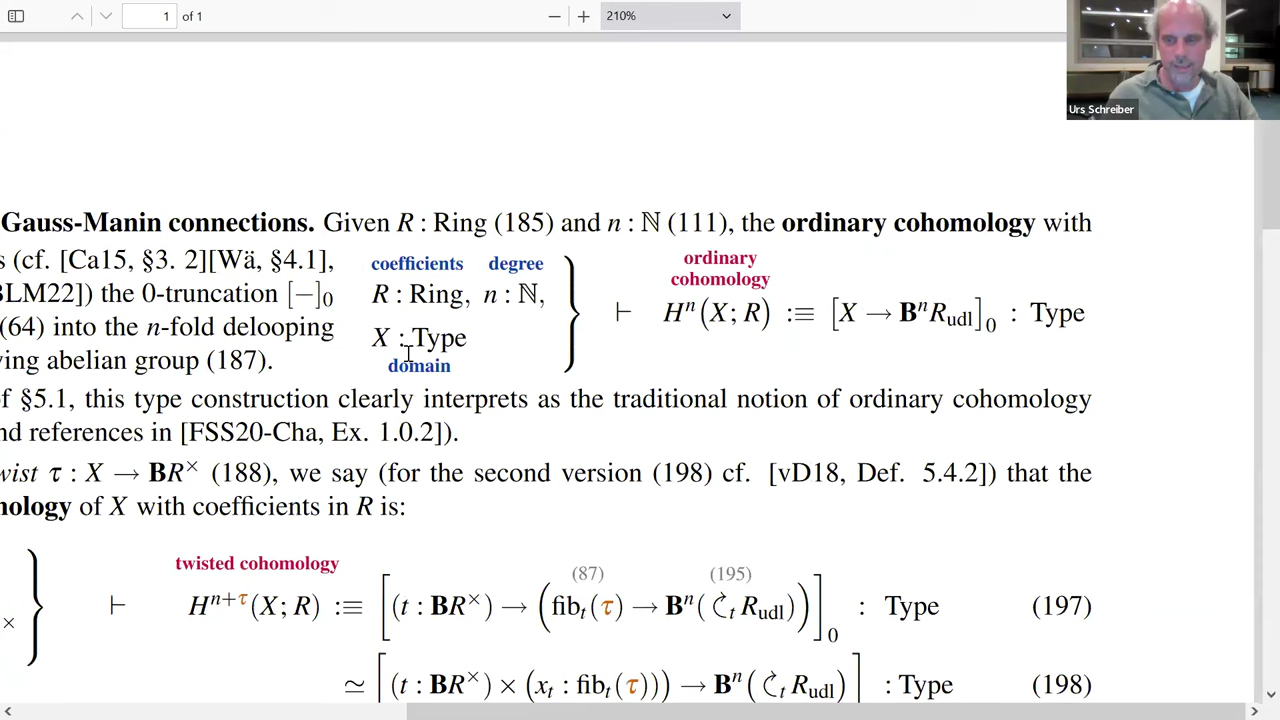 1 of 1
210%
Urs Schreiber
Gauss-Manin connections. Given R : Ring (185) and n : ℕ (111), the ordinary cohomology with
s (cf. [Ca15, §3. 2][Wä, §4.1],
BLM22]) the 0-truncation [−]₀
(64) into the n-fold delooping
ying abelian group (187).
coefficients degree
R : Ring, n : ℕ,
X : Type
domain
ordinary
cohomology
⊢ Hⁿ(X; R) :≡ [X → BⁿR_udl]₀ : Type
of §5.1, this type construction clearly interprets as the traditional notion of ordinary cohomology
nd references in [FSS20-Cha, Ex. 1.0.2]).
wist τ : X → BR^× (188), we say (for the second version (198) cf. [vD18, Def. 5.4.2]) that the
nology of X with coefficients in R is:
twisted cohomology
(87) (195)
× } ⊢ H^{n+τ}(X; R) :≡ [(t : BR^×) → (fib_t(τ) → Bⁿ(⤿_t R_udl))]₀ : Type (197)
≃ [(t : BR^×) × (x_t : fib_t(τ)) → Bⁿ(⤿_t R_udl)] : Type (198)